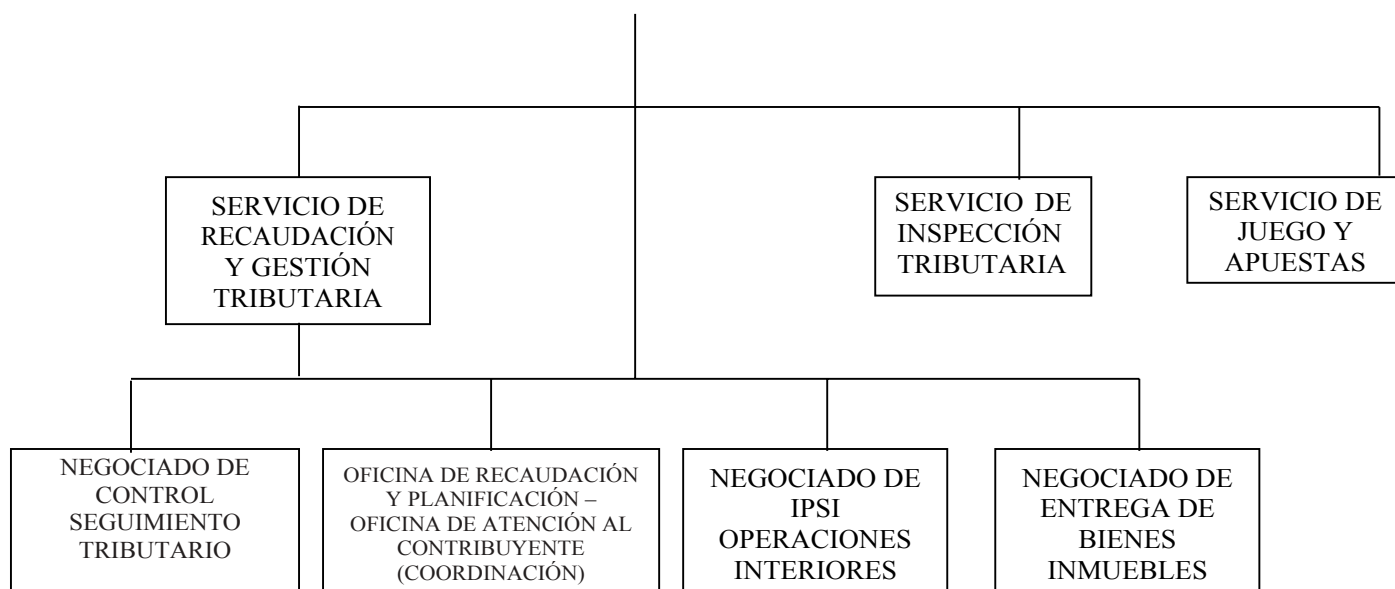 SERVICIO DE
RECAUDACIÓN
Y GESTIÓN
TRIBUTARIA
SERVICIO DE
INSPECCIÓN
TRIBUTARIA
SERVICIO DE
JUEGO Y
APUESTAS
NEGOCIADO DE
CONTROL
SEGUIMIENTO
TRIBUTARIO
OFICINA DE RECAUDACIÓN
Y PLANIFICACIÓN –
OFICINA DE ATENCIÓN AL
CONTRIBUYENTE
(COORDINACIÓN)
NEGOCIADO DE
IPSI
OPERACIONES
INTERIORES
NEGOCIADO DE
ENTREGA DE
BIENES
INMUEBLES